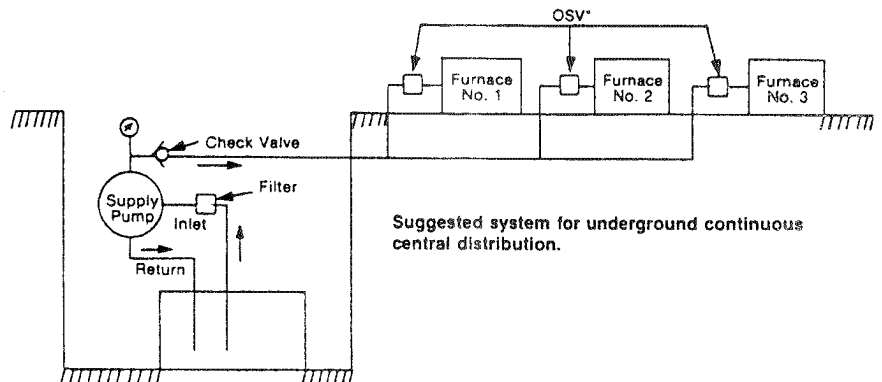 OSV*
Furnace
No. 1
Furnace
No. 2
Furnace
No. 3
Check Valve
Filter
Supply
Pump
Inlet
Return
Suggested system for underground continuous
central distribution.